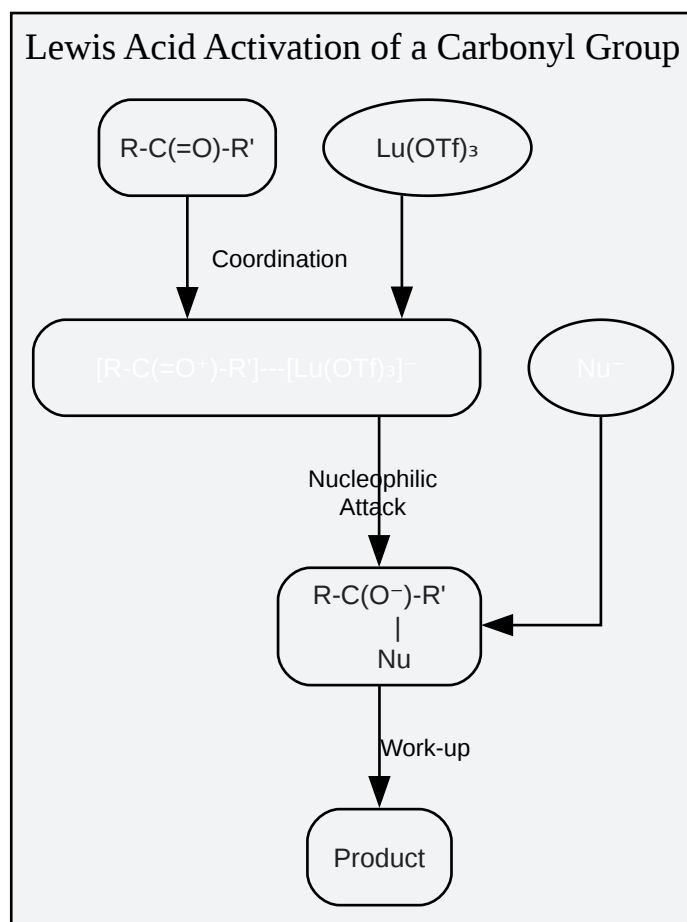 Lewis Acid Activation of a Carbonyl Group
R-C(=O)-R'
Lu(OTf)₃
Coordination
[R-C(=O⁺)-R']---[Lu(OTf)₃]⁻
Nu⁻
Nucleophilic
Attack
R-C(O⁻)-R'
|
Nu
Work-up
Product